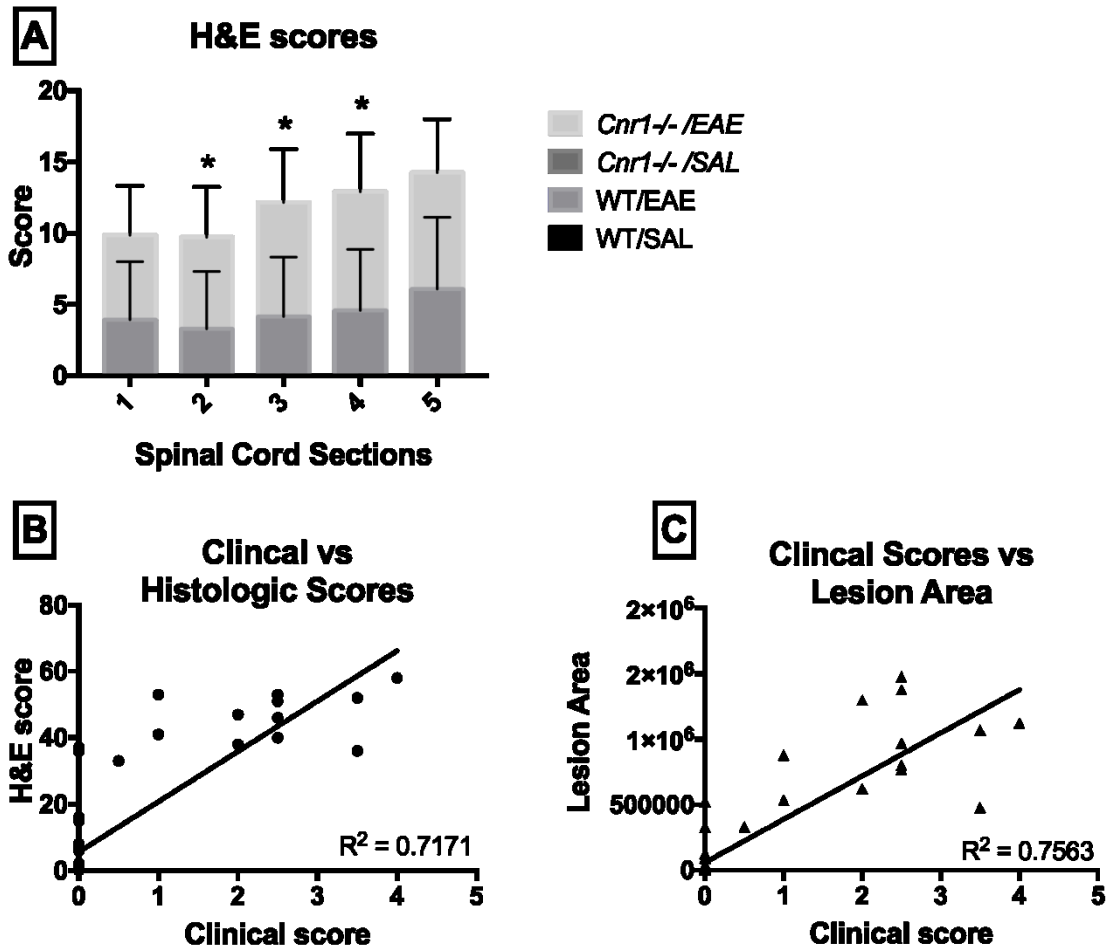 A
H&E scores
Score
20
15
10
5
0
*
*
*
1
2
3
4
5
Spinal Cord Sections
Cnr1-/- /EAE
Cnr1-/- /SAL
WT/EAE
WT/SAL
B
Clincal vs
Histologic Scores
H&E score
80
60
40
20
0
R² = 0.7171
0
1
2
3
4
5
Clinical score
C
Clincal Scores vs
Lesion Area
Lesion Area
2×10⁶
2×10⁶
1×10⁶
500000
0
R² = 0.7563
0
1
2
3
4
5
Clinical score